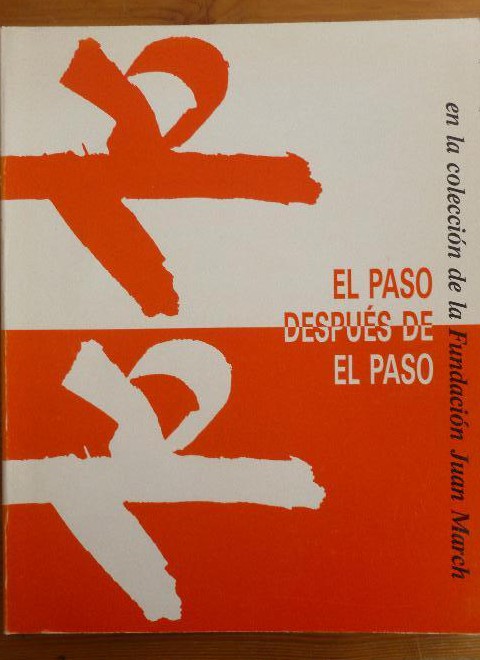 EL PASO
DESPUÉS DE
EL PASO
en la colección de la Fundación Juan March